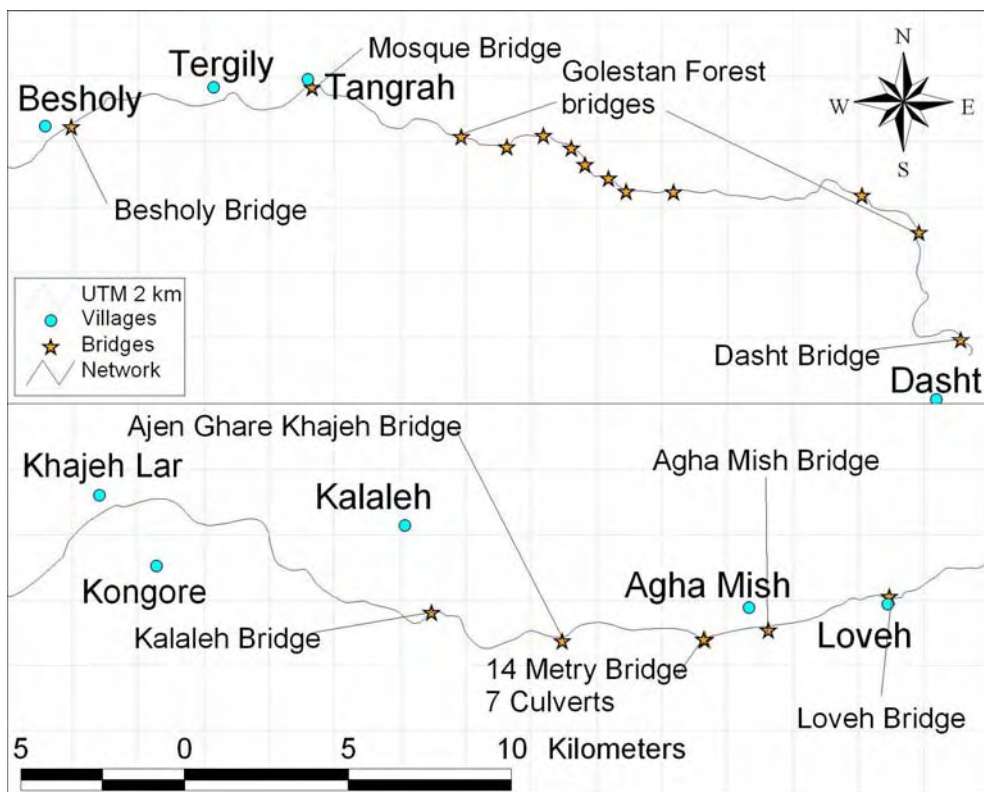 Mosque Bridge
Tergily
Tangrah
Golestan Forest
bridges
Besholy
N
W E
S
Besholy Bridge
UTM 2 km
Villages
Bridges
Network
Dasht Bridge
Dasht
Ajen Ghare Khajeh Bridge
Khajeh Lar
Agha Mish Bridge
Kalaleh
Kongore
Agha Mish
Kalaleh Bridge
Loveh
14 Metry Bridge
7 Culverts
Loveh Bridge
5 0 5 10 Kilometers